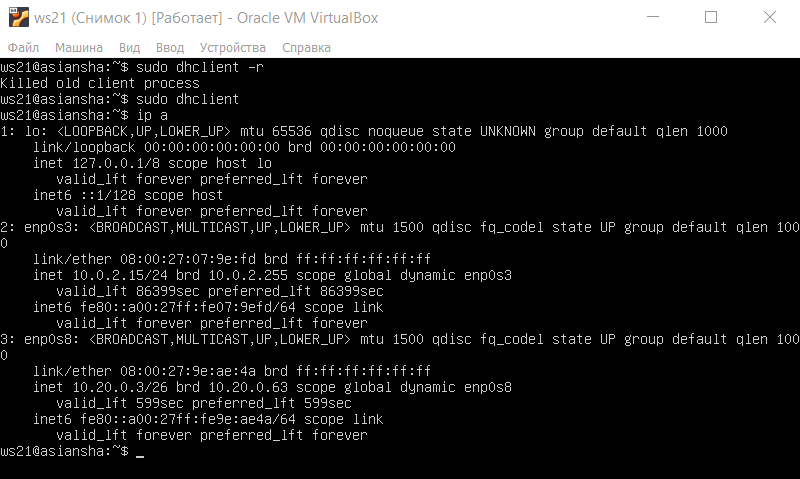 ws21 (Снимок 1) [Работает] - Oracle VM VirtualBox
Файл Машина Вид Ввод Устройства Справка
ws21@asiansha:~$ sudo dhclient -r
Killed old client process
ws21@asiansha:~$ sudo dhclient
ws21@asiansha:~$ ip a
1: lo: <LOOPBACK,UP,LOWER_UP> mtu 65536 qdisc noqueue state UNKNOWN group default qlen 1000
    link/loopback 00:00:00:00:00:00 brd 00:00:00:00:00:00
    inet 127.0.0.1/8 scope host lo
       valid_lft forever preferred_lft forever
    inet6 ::1/128 scope host
       valid_lft forever preferred_lft forever
2: enp0s3: <BROADCAST,MULTICAST,UP,LOWER_UP> mtu 1500 qdisc fq_codel state UP group default qlen 100
0
    link/ether 08:00:27:07:9e:fd brd ff:ff:ff:ff:ff:ff
    inet 10.0.2.15/24 brd 10.0.2.255 scope global dynamic enp0s3
       valid_lft 86399sec preferred_lft 86399sec
    inet6 fe80::a00:27ff:fe07:9efd/64 scope link
       valid_lft forever preferred_lft forever
3: enp0s8: <BROADCAST,MULTICAST,UP,LOWER_UP> mtu 1500 qdisc fq_codel state UP group default qlen 100
0
    link/ether 08:00:27:9e:ae:4a brd ff:ff:ff:ff:ff:ff
    inet 10.20.0.3/26 brd 10.20.0.63 scope global dynamic enp0s8
       valid_lft 599sec preferred_lft 599sec
    inet6 fe80::a00:27ff:fe9e:ae4a/64 scope link
       valid_lft forever preferred_lft forever
ws21@asiansha:~$ _